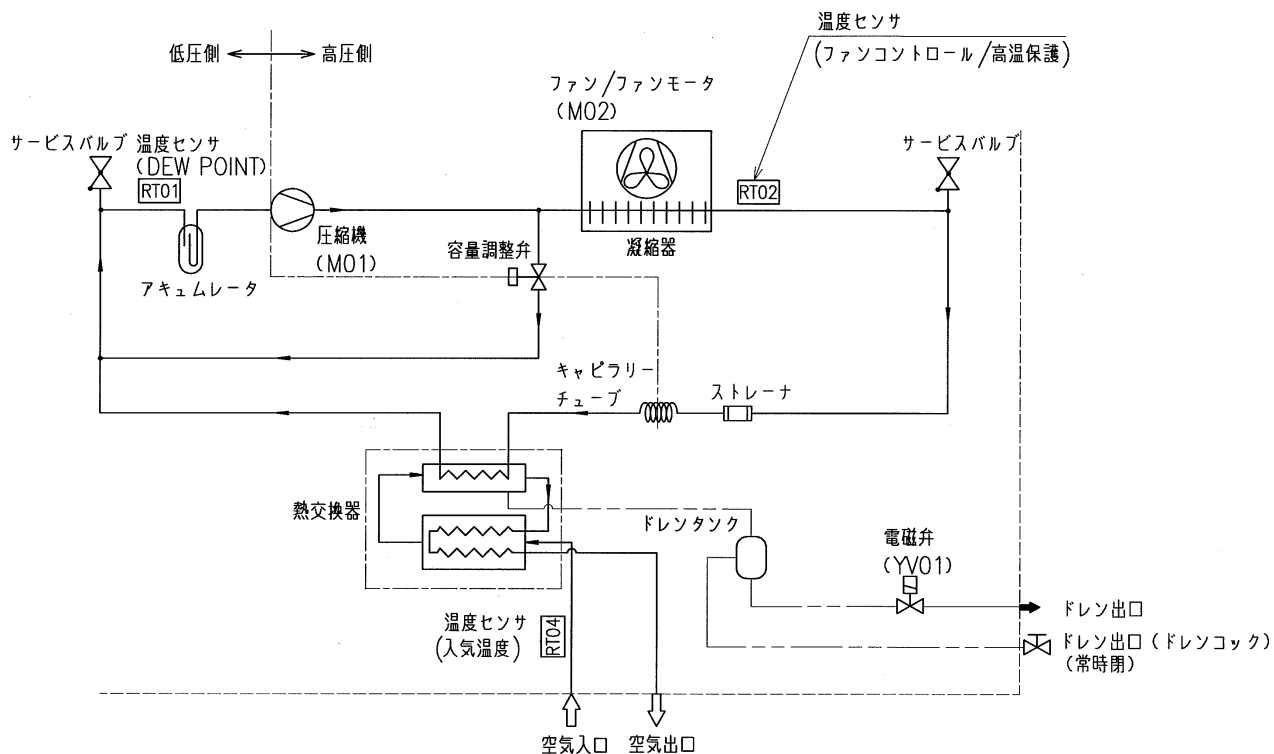 温度センサ
(ファンコントロール/高温保護)
低圧側
高圧側
ファン/ファンモータ
(M02)
サービスバルブ
温度センサ
(DEW POINT)
RT01
サービスバルブ
RT02
圧縮機
(M01)
容量調整弁
凝縮器
アキュムレータ
キャピラリー
チューブ
ストレーナ
熱交換器
ドレンタンク
電磁弁
(YV01)
温度センサ
(入気温度)
RT04
ドレン出口
ドレン出口(ドレンコック)
(常時閉)
空気入口
空気出口